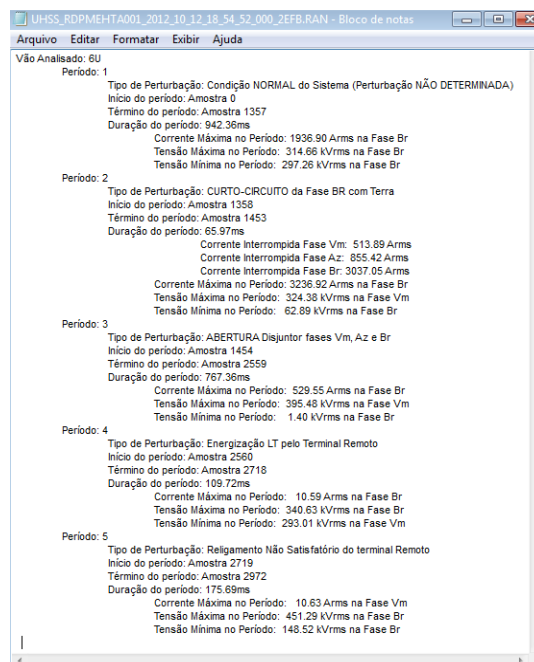 UHSS_RDPMEHTA001_2012_10_12_18_54_52_000_2EFB.RAN - Bloco de notas
Arquivo Editar Formatar Exibir Ajuda
Vão Analisado: 6U
Período: 1
Tipo de Perturbação: Condição NORMAL do Sistema (Perturbação NÃO DETERMINADA)
Início do período: Amostra 0
Término do período: Amostra 1357
Duração do período: 942.36ms
Corrente Máxima no Período: 1936.90 Arms na Fase Br
Tensão Máxima no Período: 314.66 kVrms na Fase Br
Tensão Mínima no Período: 297.26 kVrms na Fase Br
Período: 2
Tipo de Perturbação: CURTO-CIRCUITO da Fase BR com Terra
Início do período: Amostra 1358
Término do período: Amostra 1453
Duração do período: 65.97ms
Corrente Interrompida Fase Vm: 513.89 Arms
Corrente Interrompida Fase Az: 855.42 Arms
Corrente Interrompida Fase Br: 3037.05 Arms
Corrente Máxima no Período: 3236.92 Arms na Fase Br
Tensão Máxima no Período: 324.38 kVrms na Fase Vm
Tensão Mínima no Período: 62.89 kVrms na Fase Br
Período: 3
Tipo de Perturbação: ABERTURA Disjuntor fases Vm, Az e Br
Início do período: Amostra 1454
Término do período: Amostra 2559
Duração do período: 767.36ms
Corrente Máxima no Período: 529.55 Arms na Fase Br
Tensão Máxima no Período: 395.48 kVrms na Fase Vm
Tensão Mínima no Período: 1.40 kVrms na Fase Br
Período: 4
Tipo de Perturbação: Energização LT pelo Terminal Remoto
Início do período: Amostra 2560
Término do período: Amostra 2718
Duração do período: 109.72ms
Corrente Máxima no Período: 10.59 Arms na Fase Br
Tensão Máxima no Período: 340.63 kVrms na Fase Br
Tensão Mínima no Período: 293.01 kVrms na Fase Vm
Período: 5
Tipo de Perturbação: Religamento Não Satisfatório do terminal Remoto
Início do período: Amostra 2719
Término do período: Amostra 2972
Duração do período: 175.69ms
Corrente Máxima no Período: 10.63 Arms na Fase Vm
Tensão Máxima no Período: 451.29 kVrms na Fase Br
Tensão Mínima no Período: 148.52 kVrms na Fase Br